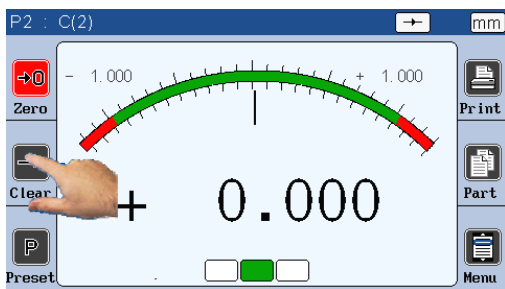 P2 : C(2)
mm
→0
Zero
- 1.000
+ 1.000
Print
Clear
+ 0.000
Part
P
Preset
Menu